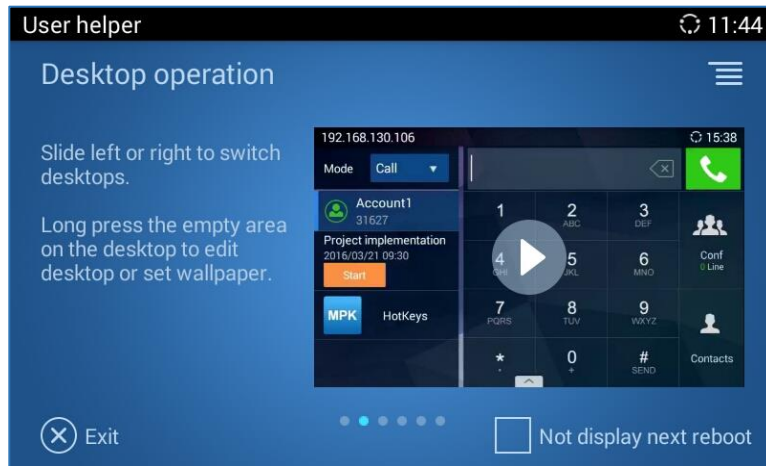 User helper 11:44
Desktop operation
Slide left or right to switch
desktops.
Long press the empty area
on the desktop to edit
desktop or set wallpaper.
192.168.130.106 15:38
Mode Call
Account1
31627
Project implementation
2016/03/21 09:30
Start
MPK HotKeys
1 2 3
ABC DEF
4 5 6
GHI JKL MNO
7 8 9
PQRS TUV WXYZ
* 0 #
+ SEND
Conf
0 Line
Contacts
Exit
Not display next reboot